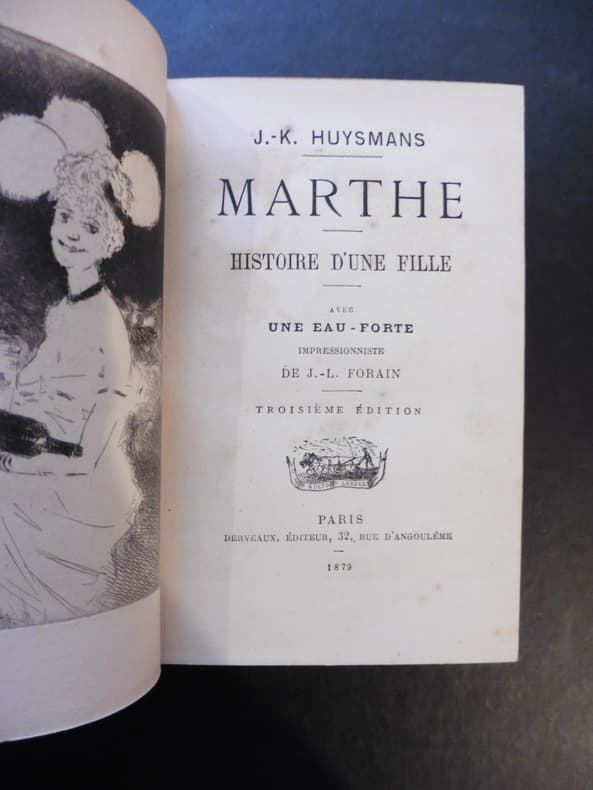 J.-K. HUYSMANS
MARTHE
HISTOIRE D'UNE FILLE
AVEC
UNE EAU-FORTE
IMPRESSIONNISTE
DE J.-L. FORAIN
TROISIÈME ÉDITION
PARIS
DERVEAUX, ÉDITEUR, 32, RUE D'ANGOULÊME
1879